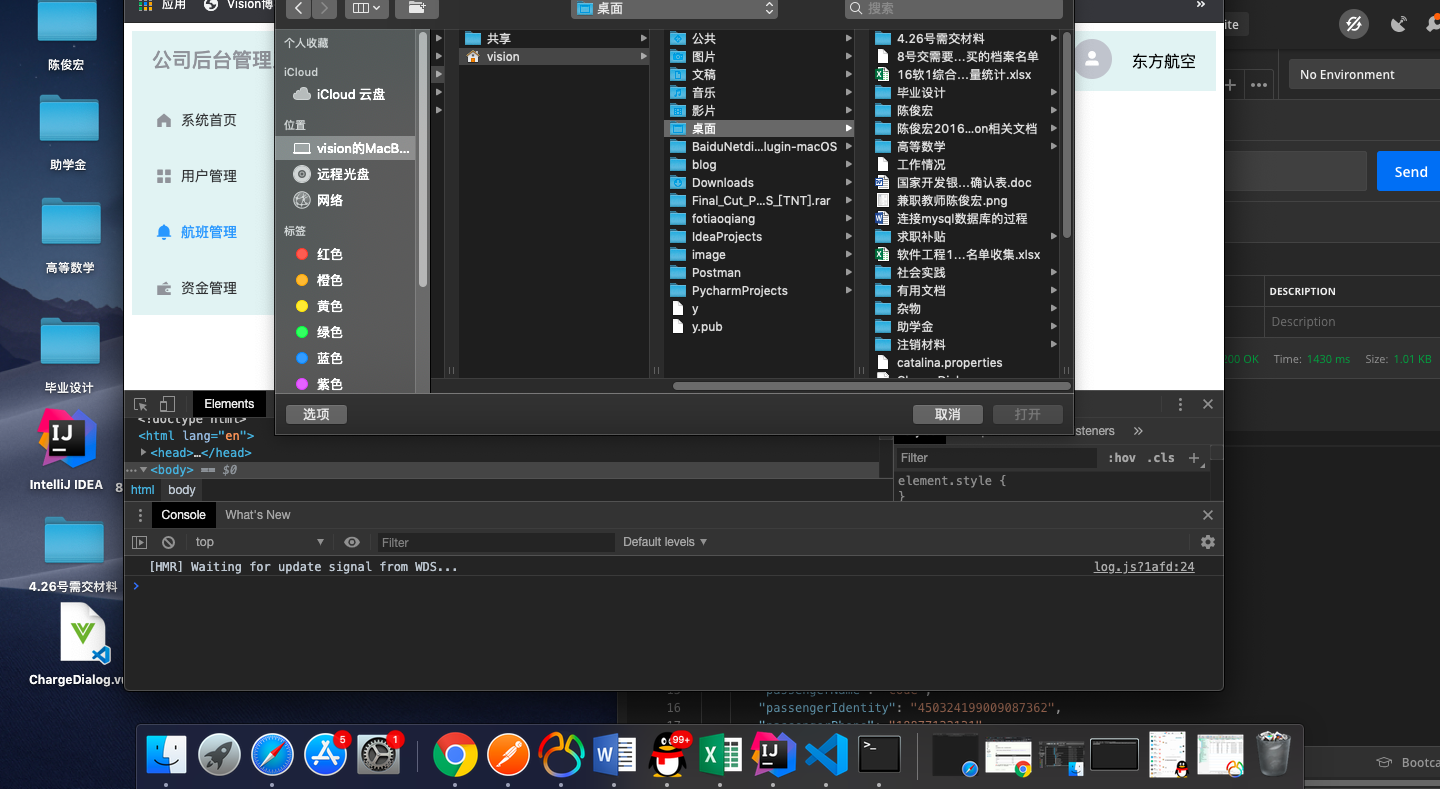 应用
Vision博
桌面
搜索
»
陈俊宏
助学金
高等数学
毕业设计
IntelliJ IDEA
4.26号需交材料
ChargeDialog.vu
公司后台管理
系统首页
用户管理
航班管理
资金管理
东方航空
个人收藏
iCloud
iCloud 云盘
位置
vision的MacB...
远程光盘
网络
标签
红色
橙色
黄色
绿色
蓝色
紫色
共享
vision
公共
图片
文稿
音乐
影片
桌面
BaiduNetdi...lugin-macOS
blog
Downloads
Final_Cut_P...S_[TNT].rar
fotiaoqiang
IdeaProjects
image
Postman
PycharmProjects
y
y.pub
4.26号需交材料
8号交需要...买的档案名单
16软1综合...量统计.xlsx
毕业设计
陈俊宏
陈俊宏2016...on相关文档
高等数学
工作情况
国家开发银...确认表.doc
兼职教师陈俊宏.png
连接mysql数据库的过程
求职补贴
软件工程1...名单收集.xlsx
社会实践
有用文档
杂物
助学金
注销材料
catalina.properties
选项
取消
打开
No Environment
Send
DESCRIPTION
Description
200 OK Time: 1430 ms Size: 1.01 KB
Elements
steners »
<!doctype html>
<html lang="en">
<head>…</head>
<body> == $0
html body
Filter :hov .cls +
element.style {
}
Console What's New
top Filter Default levels
[HMR] Waiting for update signal from WDS... log.js?1afd:24
16 "passengerIdentity": "450324199009087362",
5
1
99+
Bootca